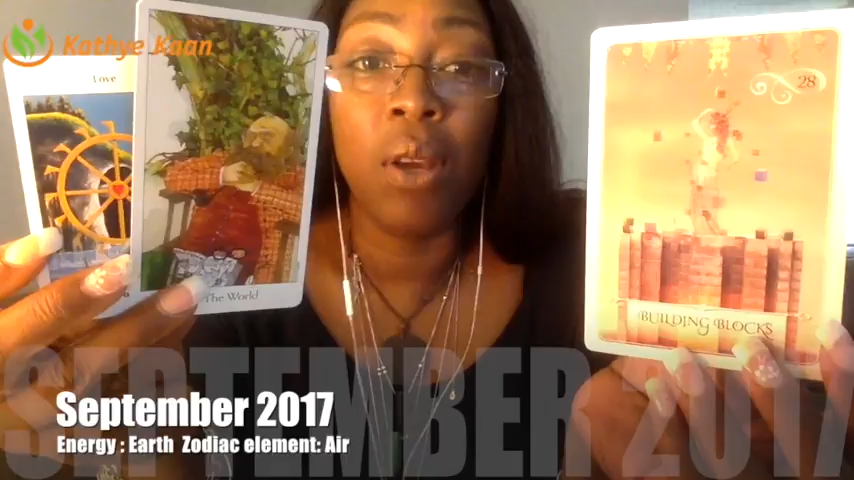 Kathye Kaan
Love
The World
28
BUILDING BLOCKS
SEPTEMBER 2017
September 2017
Energy : Earth Zodiac element: Air